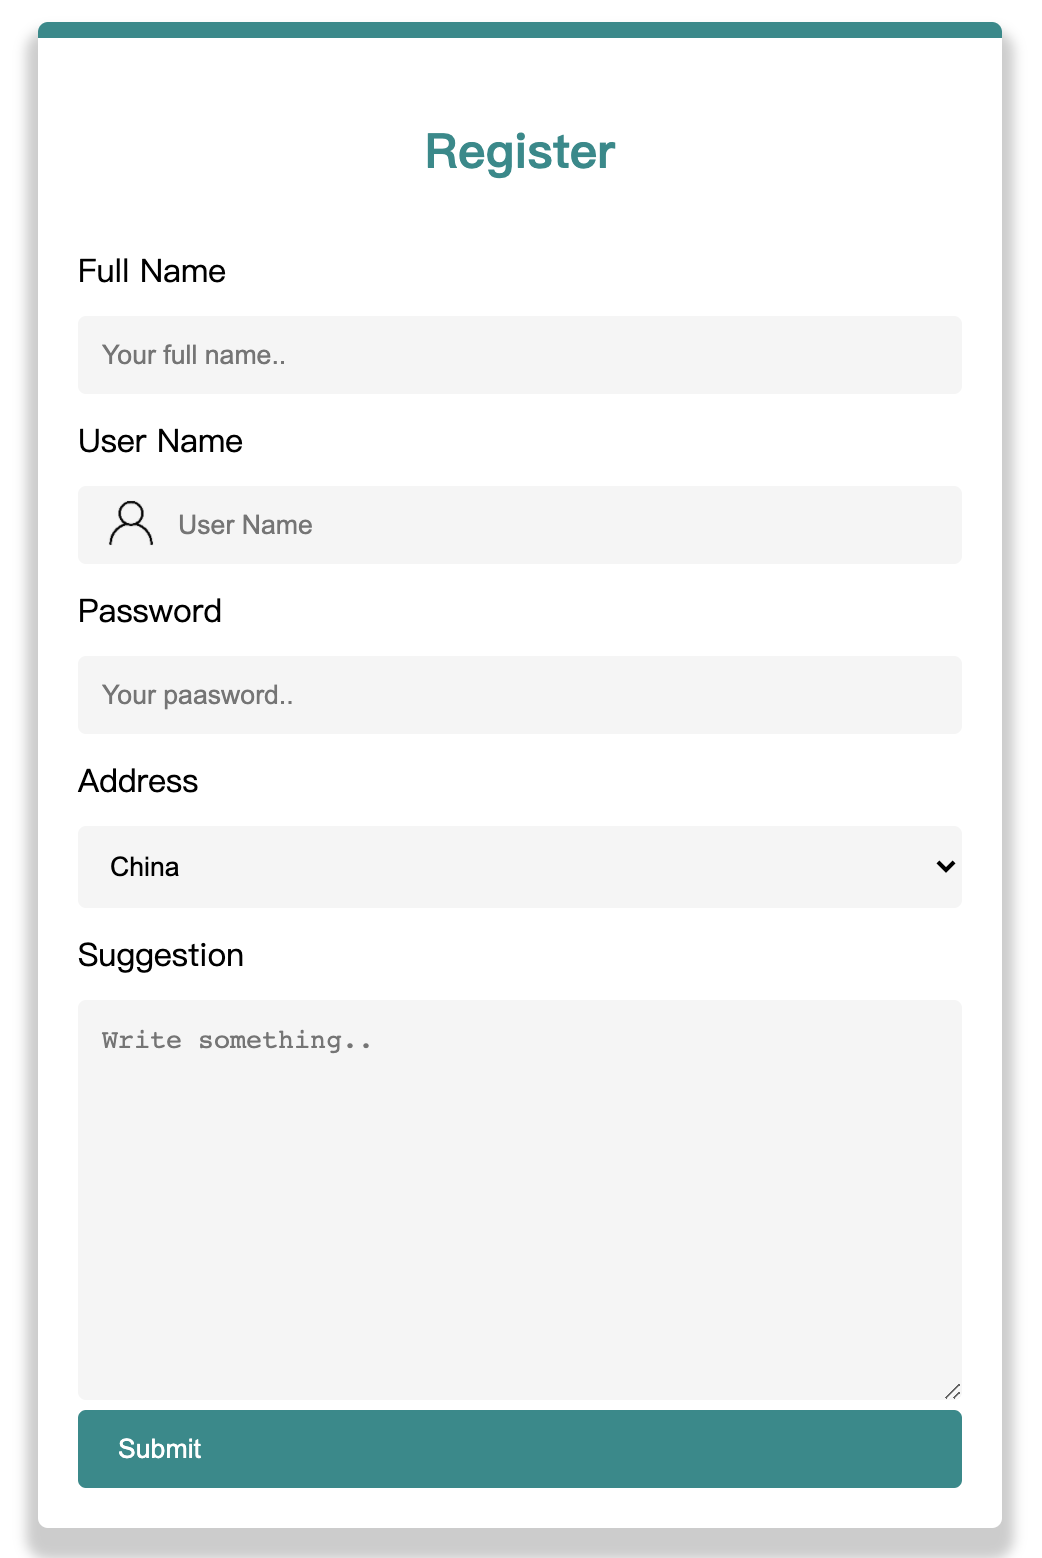 Register
Full Name
Your full name..
User Name
User Name
Password
Your paasword..
Address
China
Suggestion
Write something..
Submit